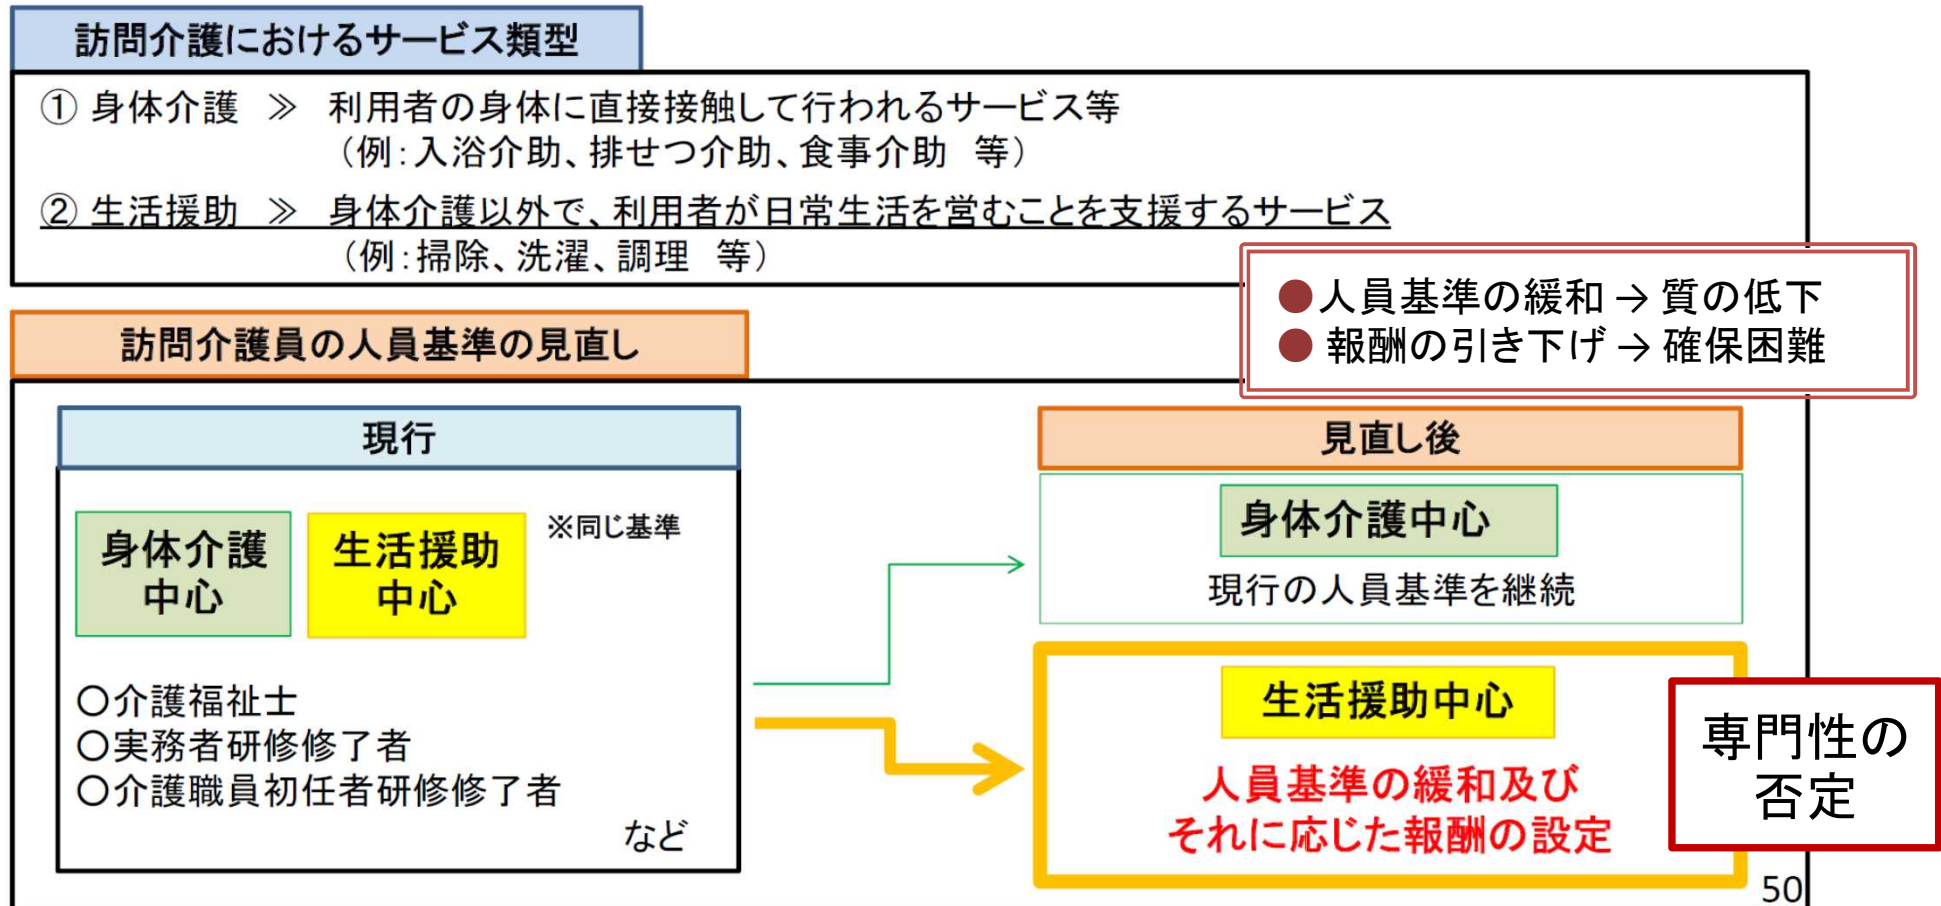 訪問介護におけるサービス類型
① 身体介護 ≫ 利用者の身体に直接接触して行われるサービス等
（例：入浴介助、排せつ介助、食事介助 等）
② 生活援助 ≫ 身体介護以外で、利用者が日常生活を営むことを支援するサービス
（例：掃除、洗濯、調理 等）
●人員基準の緩和 → 質の低下
● 報酬の引き下げ → 確保困難
訪問介護員の人員基準の見直し
現行
身体介護
中心
生活援助
中心
※同じ基準
○介護福祉士
○実務者研修修了者
○介護職員初任者研修修了者
など
見直し後
身体介護中心
現行の人員基準を継続
生活援助中心
人員基準の緩和及び
それに応じた報酬の設定
専門性の
否定
50